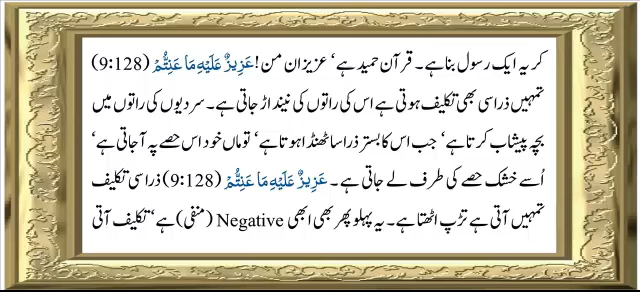 کر یہ ایک رسول بنا ہے۔ قرآن حمید ہے‘ عزیزان من! عَزِيزٌ عَلَيْهِ مَا عَنِتُّمْ (9:128)
تمہیں ذرا سی بھی تکلیف ہوتی ہے اس کی راتوں کی نیند اڑ جاتی ہے۔ سردیوں کی راتوں میں
بچہ پیشاب کرتا ہے‘ جب اس کا بستر ذرا سا ٹھنڈا ہوتا ہے‘ تو ماں خود اس حصے پہ آ جاتی ہے‘
اُسے خشک حصے کی طرف لے جاتی ہے۔ عَزِيزٌ عَلَيْهِ مَا عَنِتُّمْ (9:128) ذرا سی تکلیف
تمہیں آتی ہے تڑپ اٹھتا ہے۔ یہ پہلو پھر بھی ابھی Negative (منفی) ہے‘ تکلیف آتی